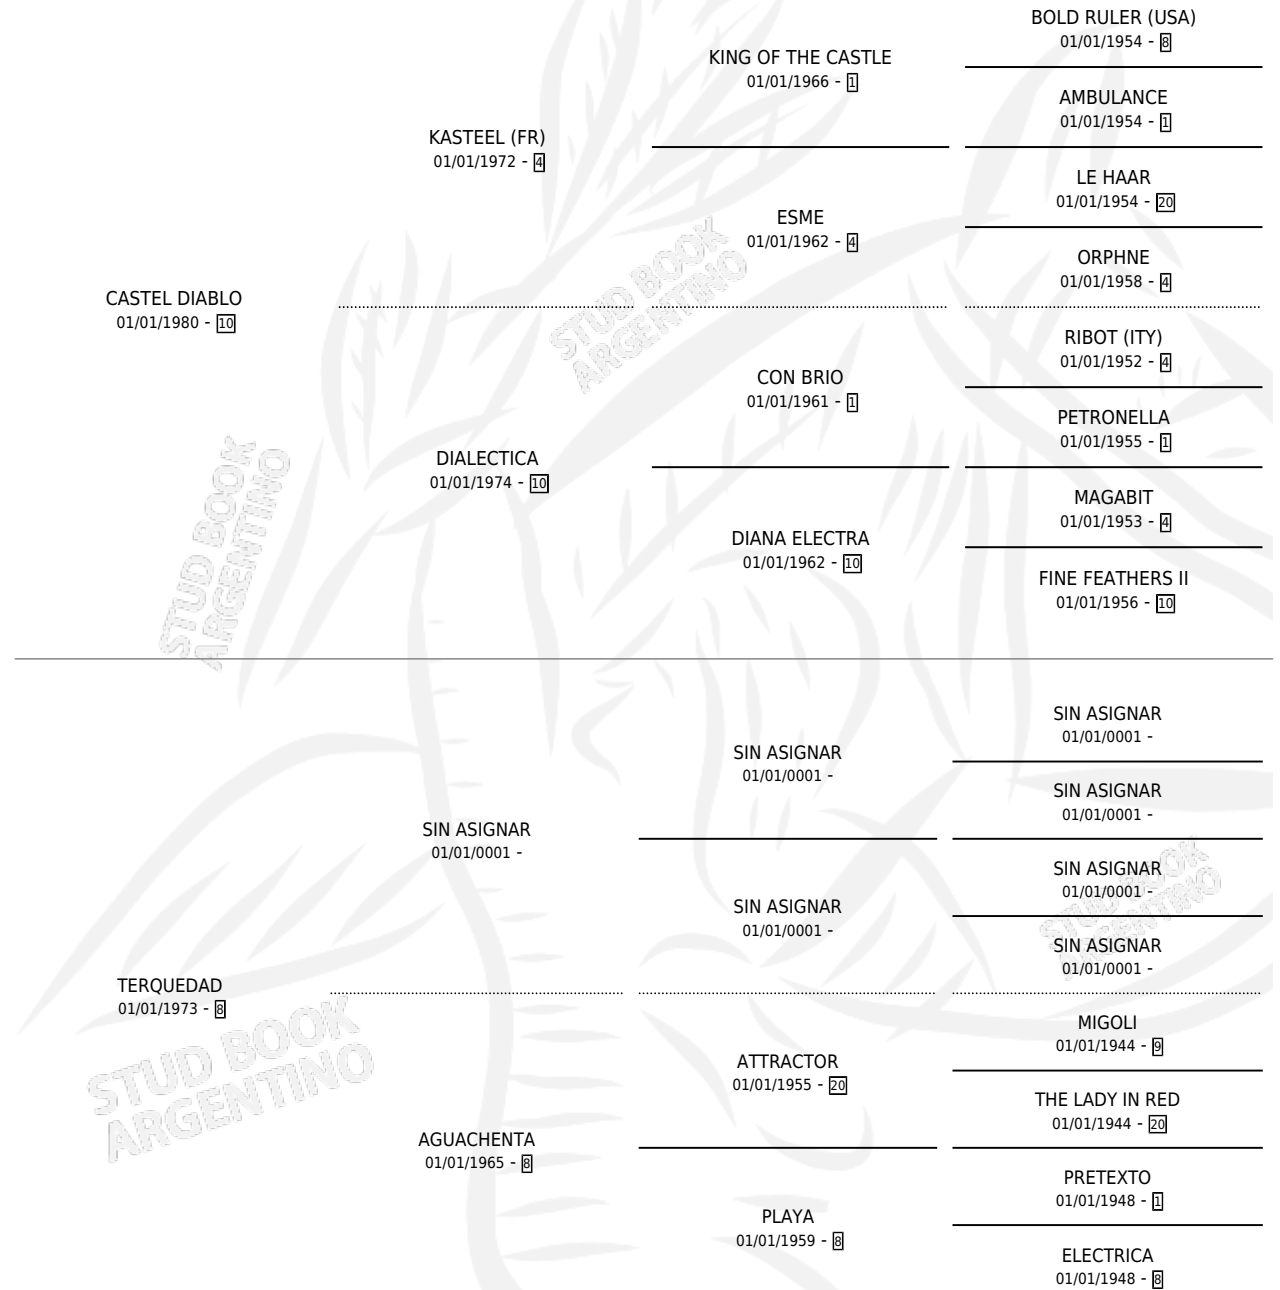 BOLD RULER (USA)
01/01/1954 - 8
KING OF THE CASTLE
01/01/1966 - 1
AMBULANCE
01/01/1954 - 1
KASTEEL (FR)
01/01/1972 - 4
LE HAAR
01/01/1954 - 20
ESME
01/01/1962 - 4
ORPHNE
01/01/1958 - 4
CASTEL DIABLO
01/01/1980 - 10
RIBOT (ITY)
01/01/1952 - 4
CON BRIO
01/01/1961 - 1
PETRONELLA
01/01/1955 - 1
DIALECTICA
01/01/1974 - 10
MAGABIT
01/01/1953 - 4
DIANA ELECTRA
01/01/1962 - 10
FINE FEATHERS II
01/01/1956 - 10
SIN ASIGNAR
01/01/0001 -
SIN ASIGNAR
01/01/0001 -
SIN ASIGNAR
01/01/0001 -
SIN ASIGNAR
01/01/0001 -
SIN ASIGNAR
01/01/0001 -
SIN ASIGNAR
01/01/0001 -
SIN ASIGNAR
01/01/0001 -
TERQUEDAD
01/01/1973 - 8
MIGOLI
01/01/1944 - 9
ATTRACTOR
01/01/1955 - 20
THE LADY IN RED
01/01/1944 - 20
AGUACHENTA
01/01/1965 - 8
PRETEXTO
01/01/1948 - 1
PLAYA
01/01/1959 - 8
ELECTRICA
01/01/1948 - 8
STUD BOOK
ARGENTINO
STUD BOOK
ARGENTINO
STUD BOOK
ARGENTINO
STUD BOOK
ARGENTINO